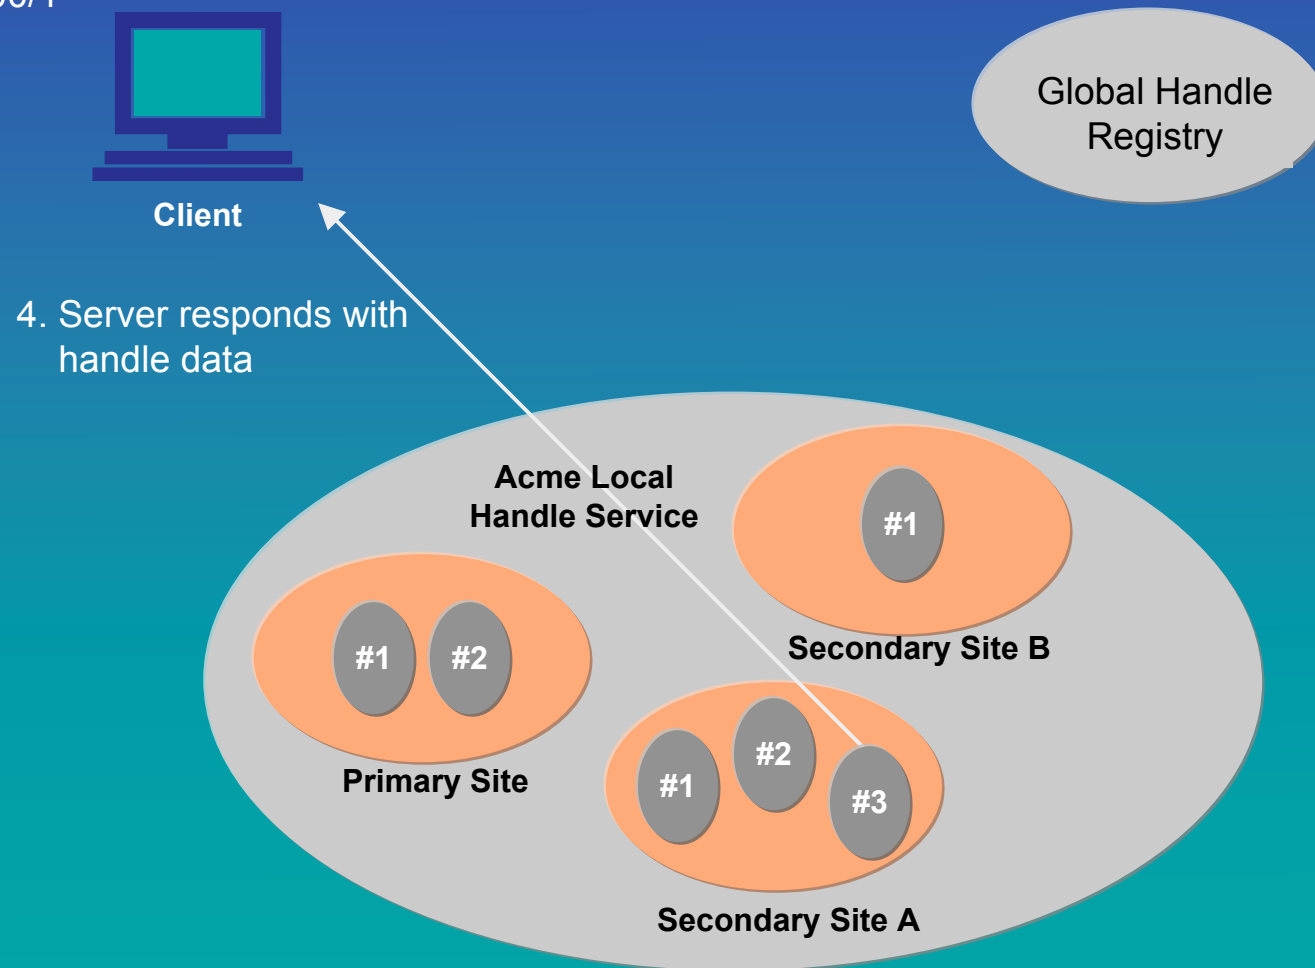 Global Handle
Registry
Client
4. Server responds with
handle data
Acme Local
Handle Service
#1
Secondary Site B
#1
#2
Primary Site
#1
#2
#3
Secondary Site A